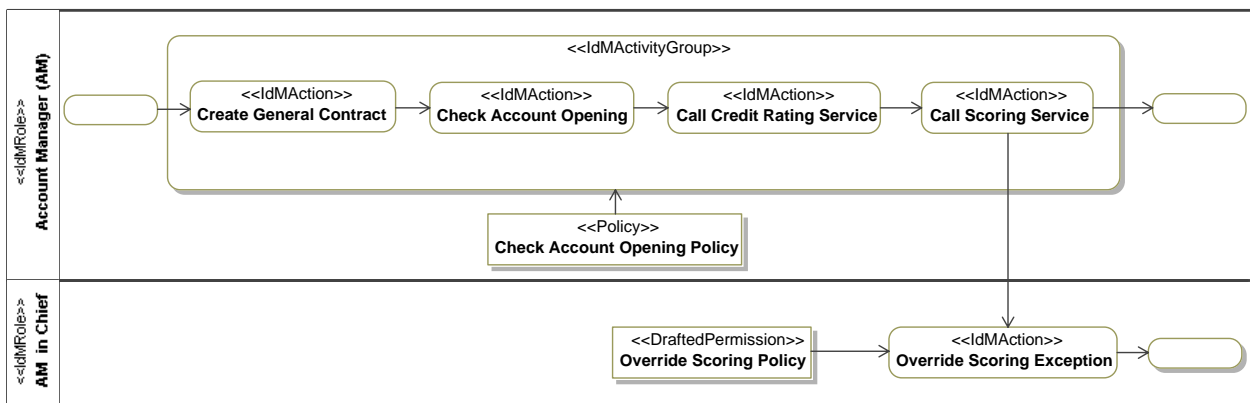 <<IdMRole>>
Account Manager (AM)
<<IdMActivityGroup>>
<<IdMAction>>
Create General Contract
<<IdMAction>>
Check Account Opening
<<IdMAction>>
Call Credit Rating Service
<<IdMAction>>
Call Scoring Service
<<Policy>>
Check Account Opening Policy
<<IdMRole>>
AM in Chief
<<DraftedPermission>>
Override Scoring Policy
<<IdMAction>>
Override Scoring Exception